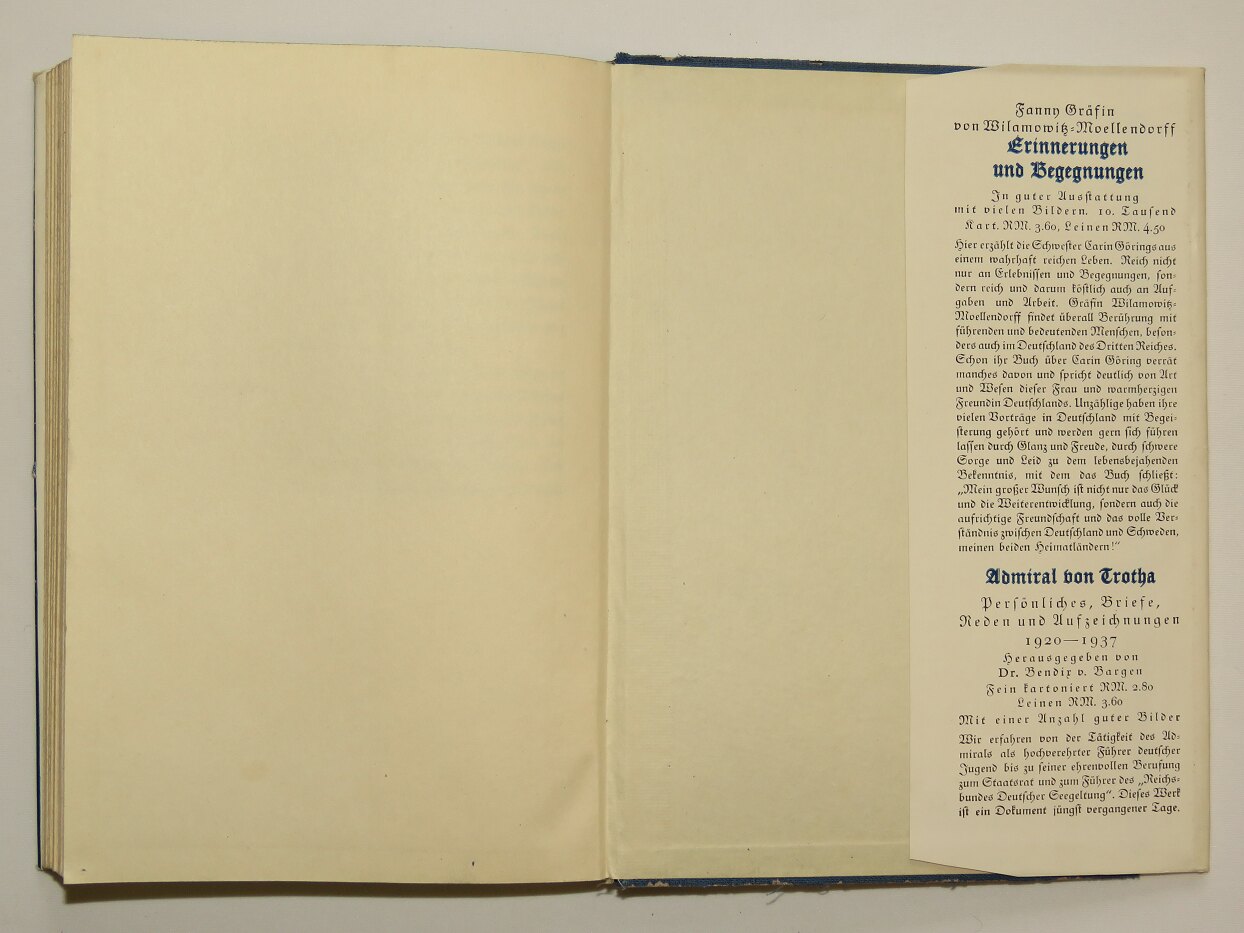 Fanny Gräfin
von Wilamowitz-Moellendorff
Erinnerungen
und Begegnungen
In guter Ausstattung
mit vielen Bildern. 10. Tausend
Kart. RM. 3.60, Leinen RM. 4.50
Hier erzählt die Schwester Carin Görings aus
einem wahrhaft reichen Leben. Reich nicht
nur an Erlebnissen und Begegnungen, son-
dern reich und darum köstlich auch an Auf-
gaben und Arbeit. Gräfin Wilamowitz-
Moellendorff findet überall Berührung mit
führenden und bedeutenden Menschen, beson-
ders auch im Deutschland des Dritten Reiches.
Schon ihr Buch über Carin Göring verrät
manches davon und spricht deutlich von Art
und Wesen dieser Frau und warmherzigen
Freundin Deutschlands. Unzählige haben ihre
vielen Vorträge in Deutschland mit Begei-
sterung gehört und werden gern sich führen
lassen durch Glanz und Freude, durch schwere
Sorge und Leid zu dem lebensbejahenden
Bekenntnis, mit dem das Buch schließt:
„Mein großer Wunsch ist nicht nur das Glück
und die Weiterentwicklung, sondern auch die
aufrichtige Freundschaft und das volle Ver-
ständnis zwischen Deutschland und Schweden,
meinen beiden Heimatländern!“
Admiral von Trotha
Persönliches, Briefe,
Reden und Aufzeichnungen
1920—1937
Herausgegeben von
Dr. Bendix v. Bargen
Fein kartoniert RM. 2.80
Leinen RM. 3.60
Mit einer Anzahl guter Bilder
Wir erfahren von der Tätigkeit des Ad-
mirals als hochverehrter Führer deutscher
Jugend bis zu seiner ehrenvollen Berufung
zum Staatsrat und zum Führer des „Reichs-
bundes Deutscher Seegeltung“. Dieses Werk
ist ein Dokument jüngst vergangener Tage.